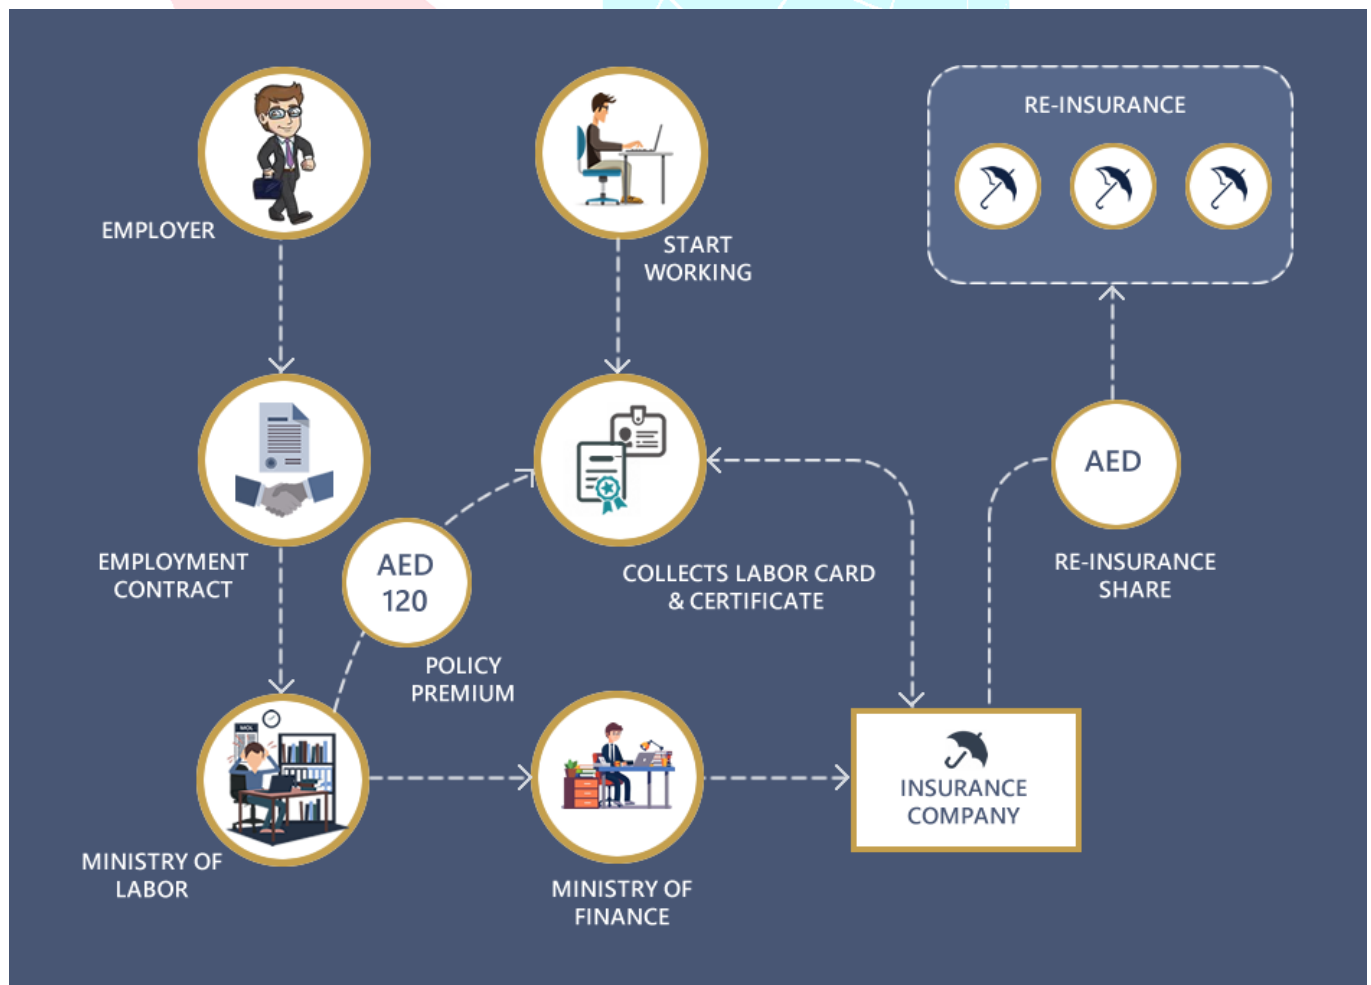 RE-INSURANCE
EMPLOYER
START
WORKING
AED
EMPLOYMENT
CONTRACT
AED
120
COLLECTS LABOR CARD
& CERTIFICATE
RE-INSURANCE
SHARE
POLICY
PREMIUM
MOL
INSURANCE
COMPANY
MINISTRY OF
LABOR
MINISTRY OF
FINANCE